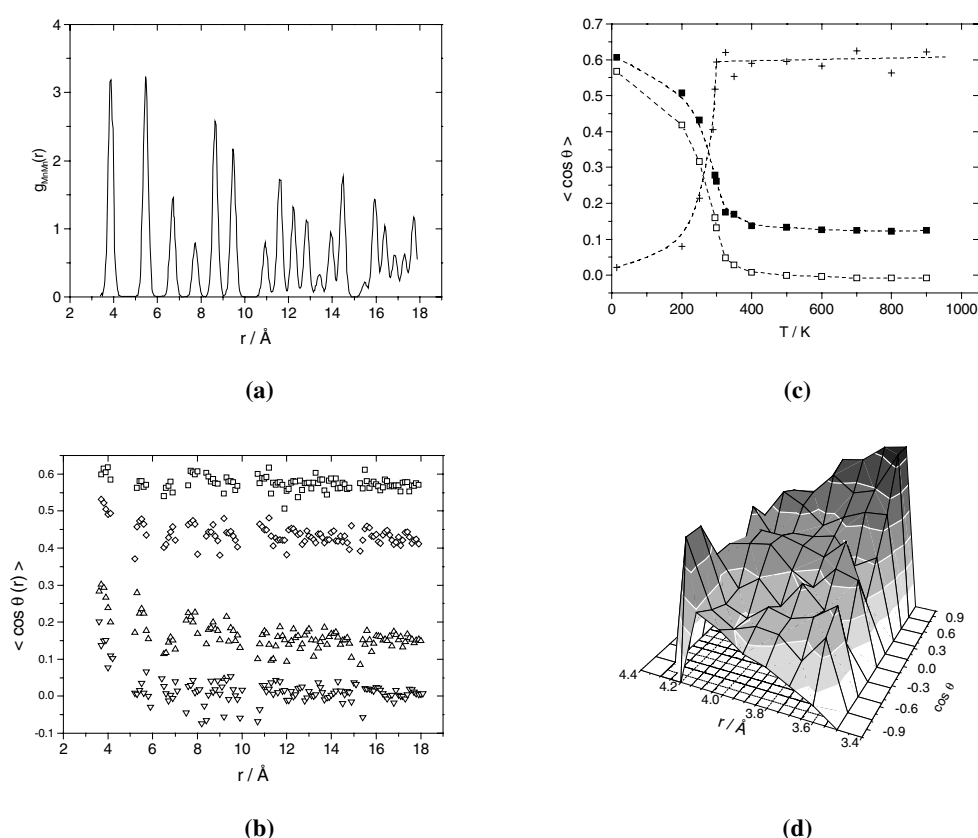 4
3
2
1
0
2 4 6 8 10 12 14 16 18
g MnMn (r)
r / Å
(a)
0.7
0.6
0.5
0.4
0.3
0.2
0.1
0.0
0 200 400 600 800 1000
< cos θ >
T / K
(c)
0.6
0.5
0.4
0.3
0.2
0.1
0.0
-0.1
2 4 6 8 10 12 14 16 18
< cos θ (r) >
r / Å
(b)
4.4 4.2 4.0 3.8 3.6 3.4
r / Å
0.9
0.6
0.3
0.0
-0.3
-0.6
-0.9
cos θ
(d)